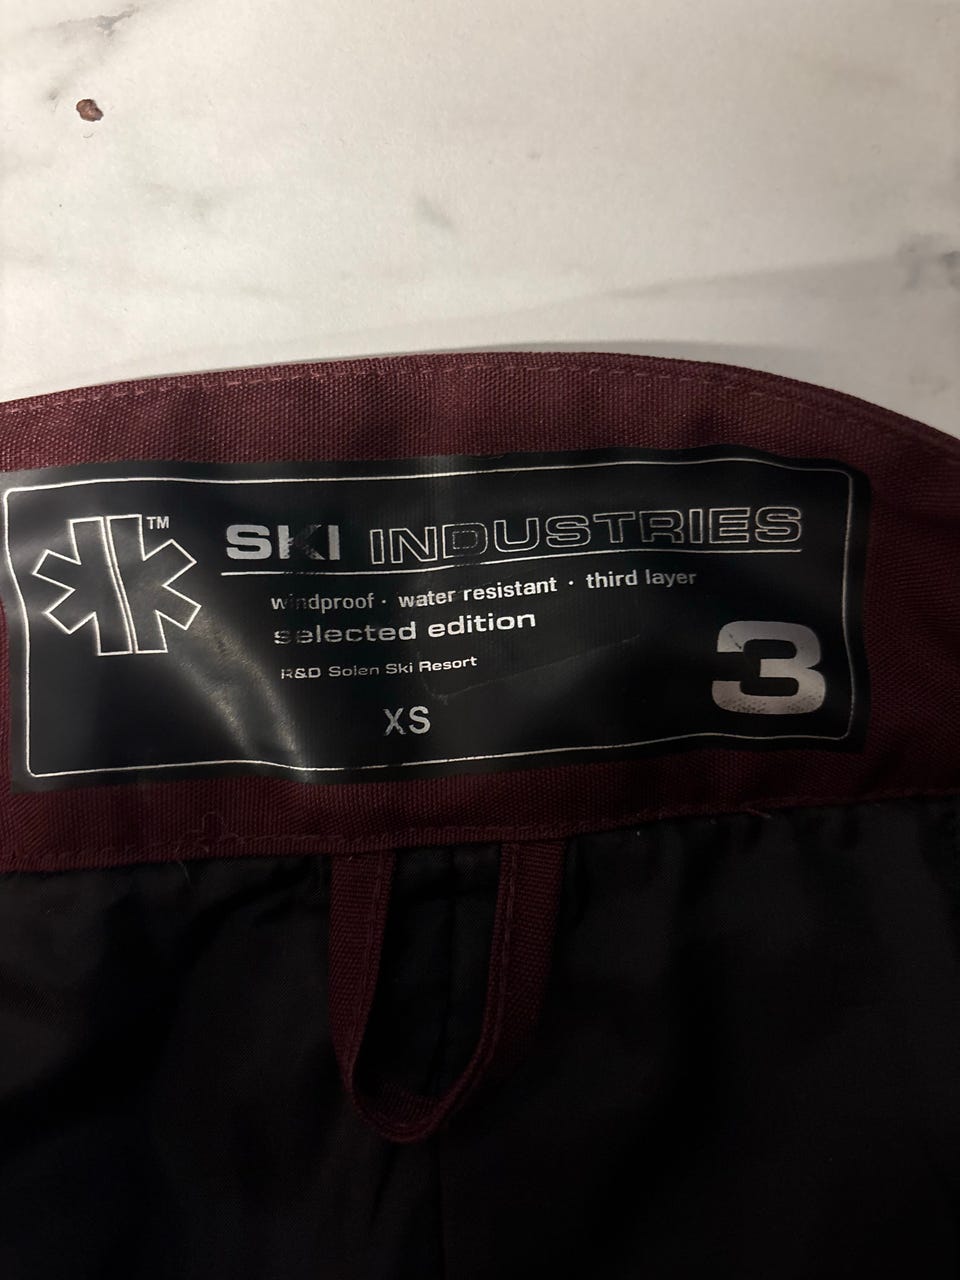 TM
SKI INDUSTRIES
windproof · water resistant · third layer
selected edition
R&D Solen Ski Resort
XS
3